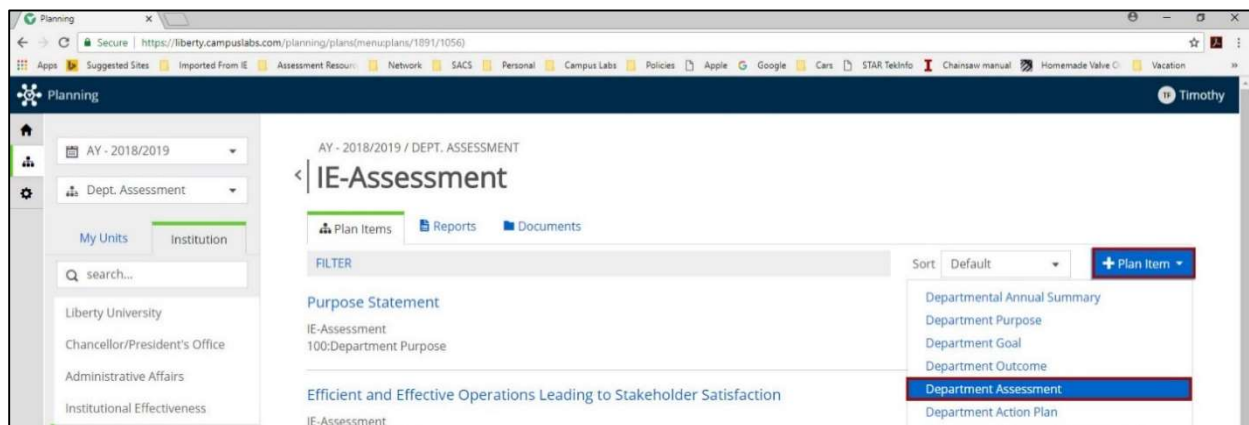 Planning
Secure | https://liberty.campuslabs.com/planning/plans(menu:plans/1891/1056)
Apps Suggested Sites Imported From IE Assessment Resour Network SACS Personal Campus Labs Policies Apple Google Cars STAR TekInfo Chainsaw manual Homemade Valve Vacation
Planning
TF Timothy
AY - 2018/2019
Dept. Assessment
My Units Institution
search...
Liberty University
Chancellor/President's Office
Administrative Affairs
Institutional Effectiveness
AY - 2018/2019 / DEPT. ASSESSMENT
IE-Assessment
Plan Items Reports Documents
FILTER
Sort Default
+ Plan Item
Purpose Statement
IE-Assessment
100:Department Purpose
Efficient and Effective Operations Leading to Stakeholder Satisfaction
IE-Assessment
Departmental Annual Summary
Department Purpose
Department Goal
Department Outcome
Department Assessment
Department Action Plan